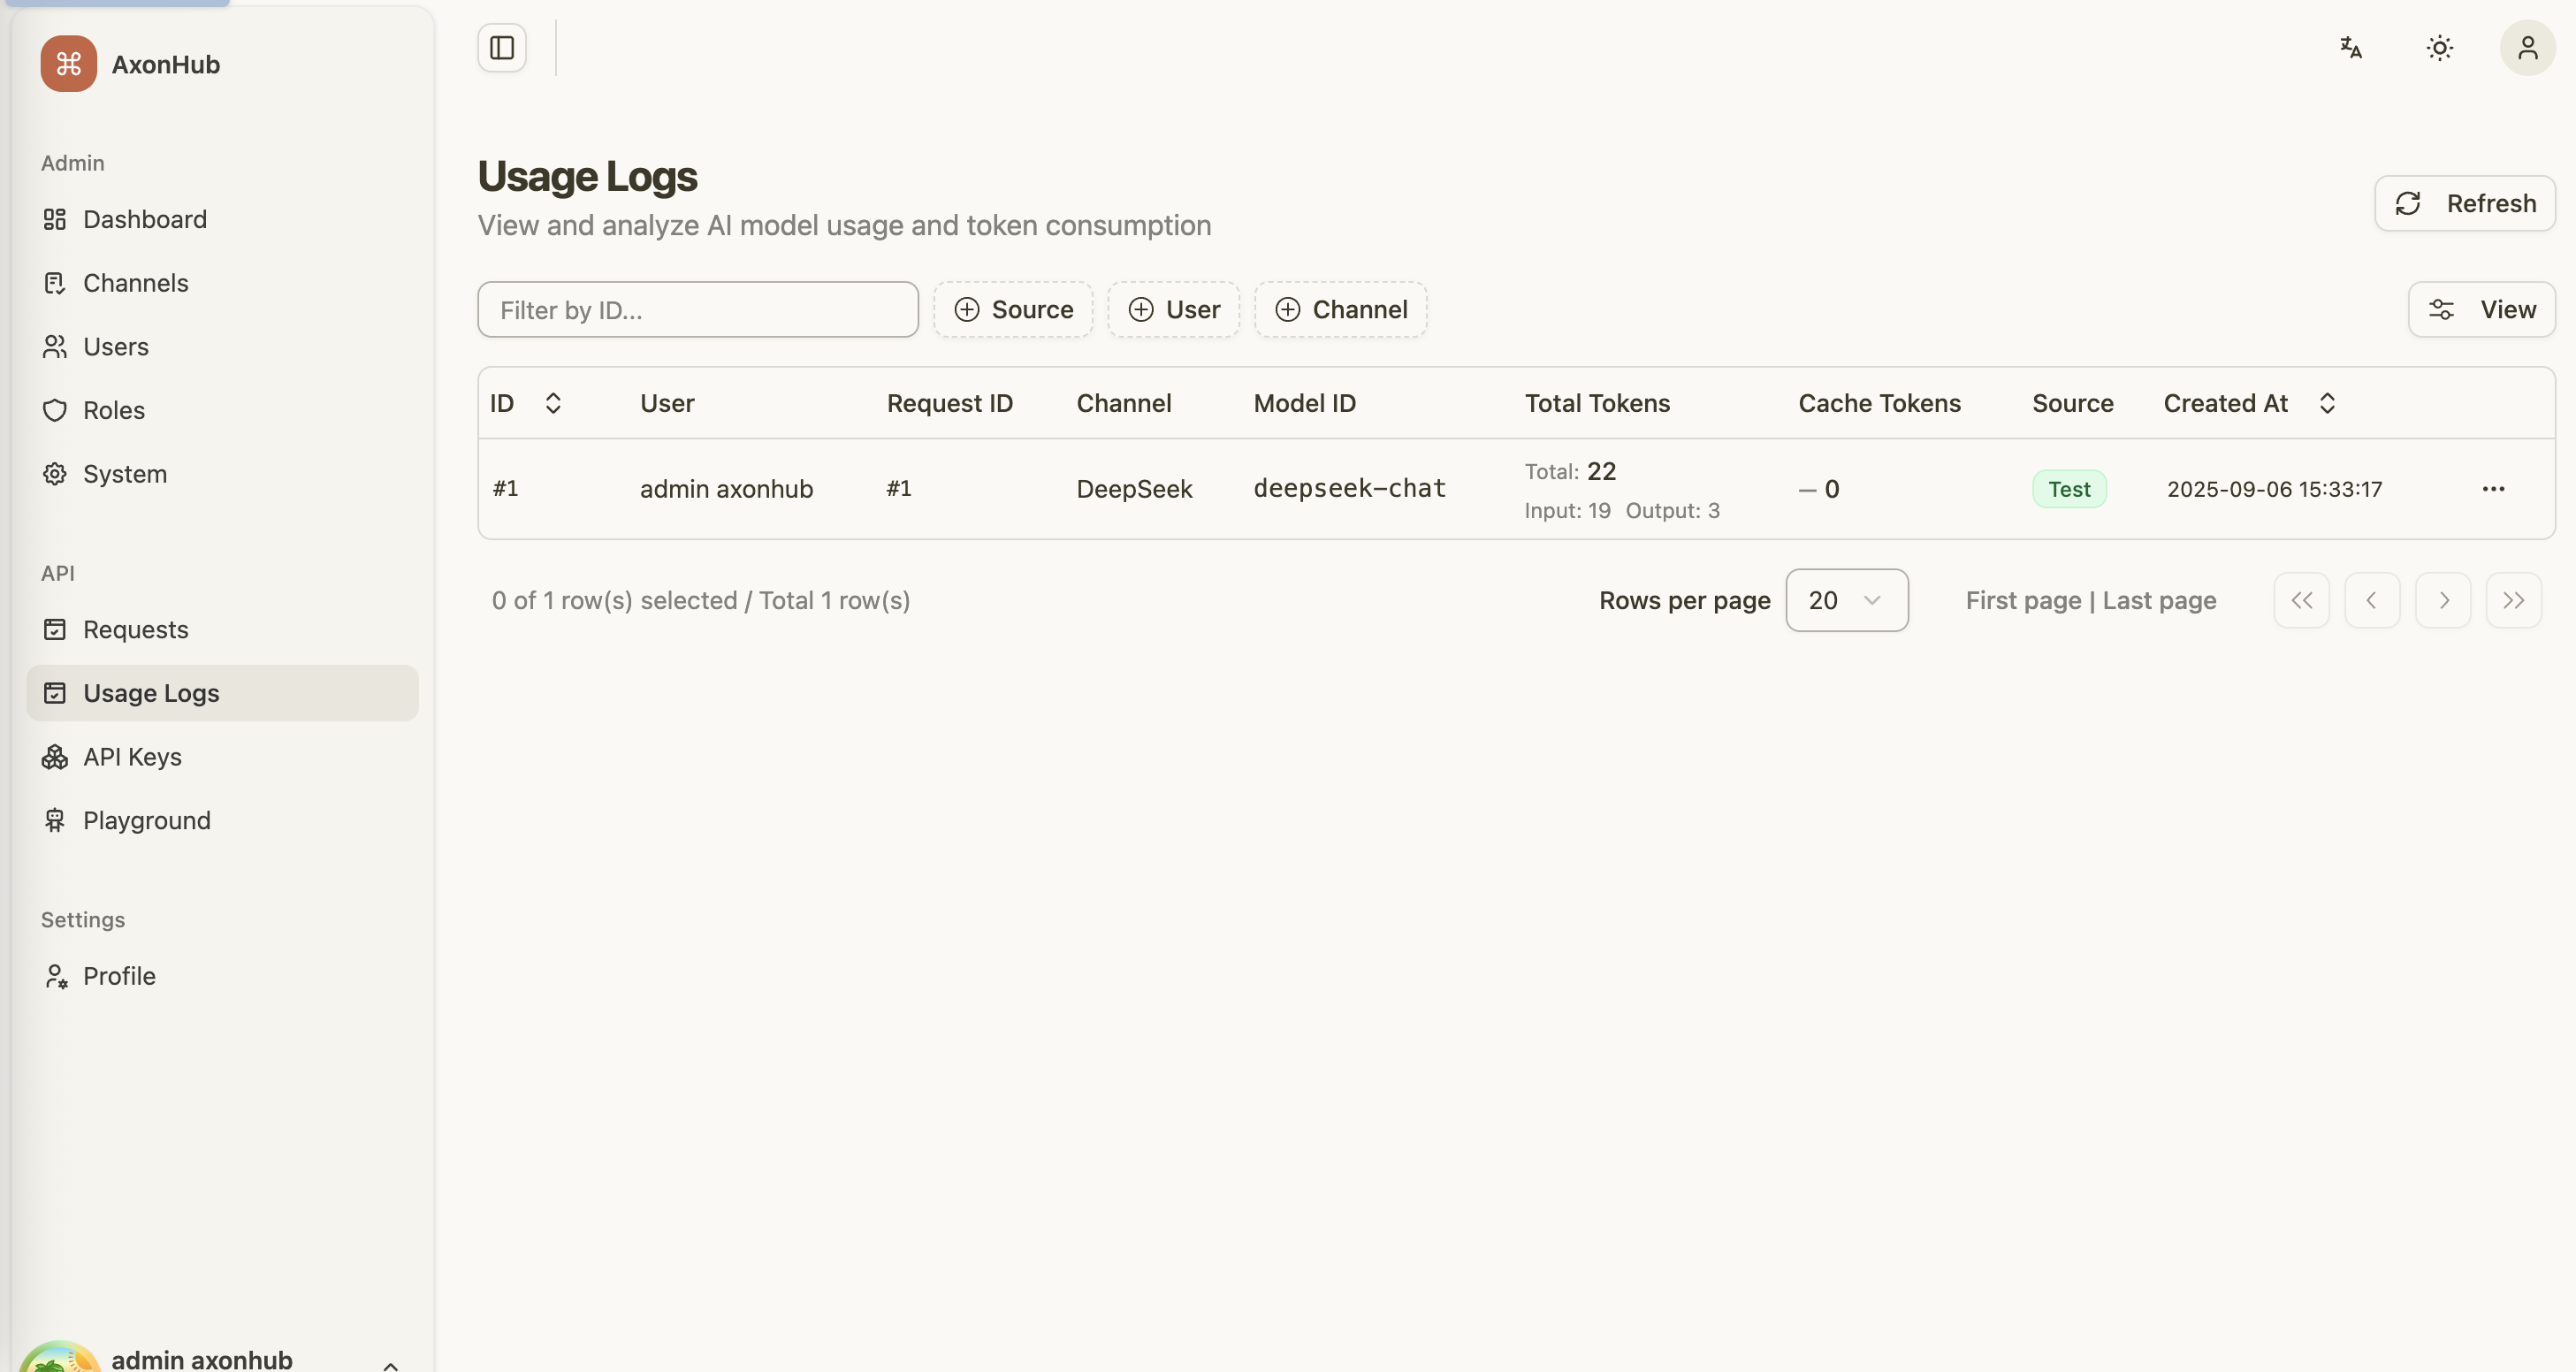 AxonHub
Admin
Dashboard
Channels
Users
Roles
System
API
Requests
Usage Logs
API Keys
Playground
Settings
Profile
admin axonhub
Usage Logs
View and analyze AI model usage and token consumption
Refresh
Filter by ID...
Source
User
Channel
View
ID User Request ID Channel Model ID Total Tokens Cache Tokens Source Created At
#1 admin axonhub #1 DeepSeek deepseek-chat Total: 22 — 0 Test 2025-09-06 15:33:17
Input: 19 Output: 3
0 of 1 row(s) selected / Total 1 row(s)
Rows per page 20 First page | Last page